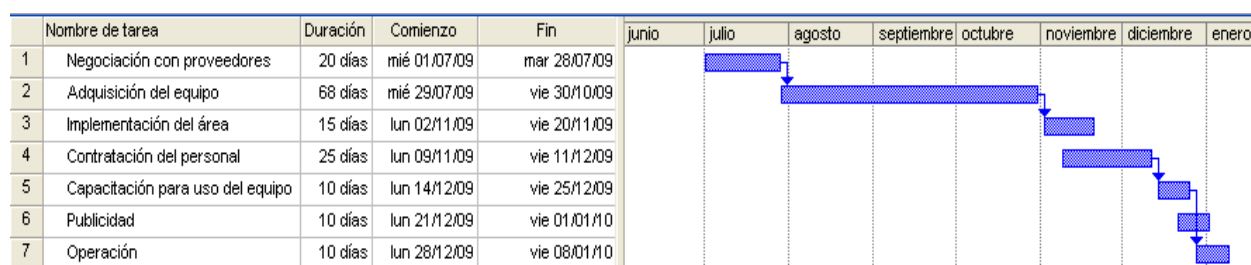 Nombre de tarea Duración Comienzo Fin junio julio agosto septiembre octubre noviembre diciembre enero
1 Negociación con proveedores 20 días mié 01/07/09 mar 28/07/09
2 Adquisición del equipo 68 días mié 29/07/09 vie 30/10/09
3 Implementación del área 15 días lun 02/11/09 vie 20/11/09
4 Contratación del personal 25 días lun 09/11/09 vie 11/12/09
5 Capacitación para uso del equipo 10 días lun 14/12/09 vie 25/12/09
6 Publicidad 10 días lun 21/12/09 vie 01/01/10
7 Operación 10 días lun 28/12/09 vie 08/01/10